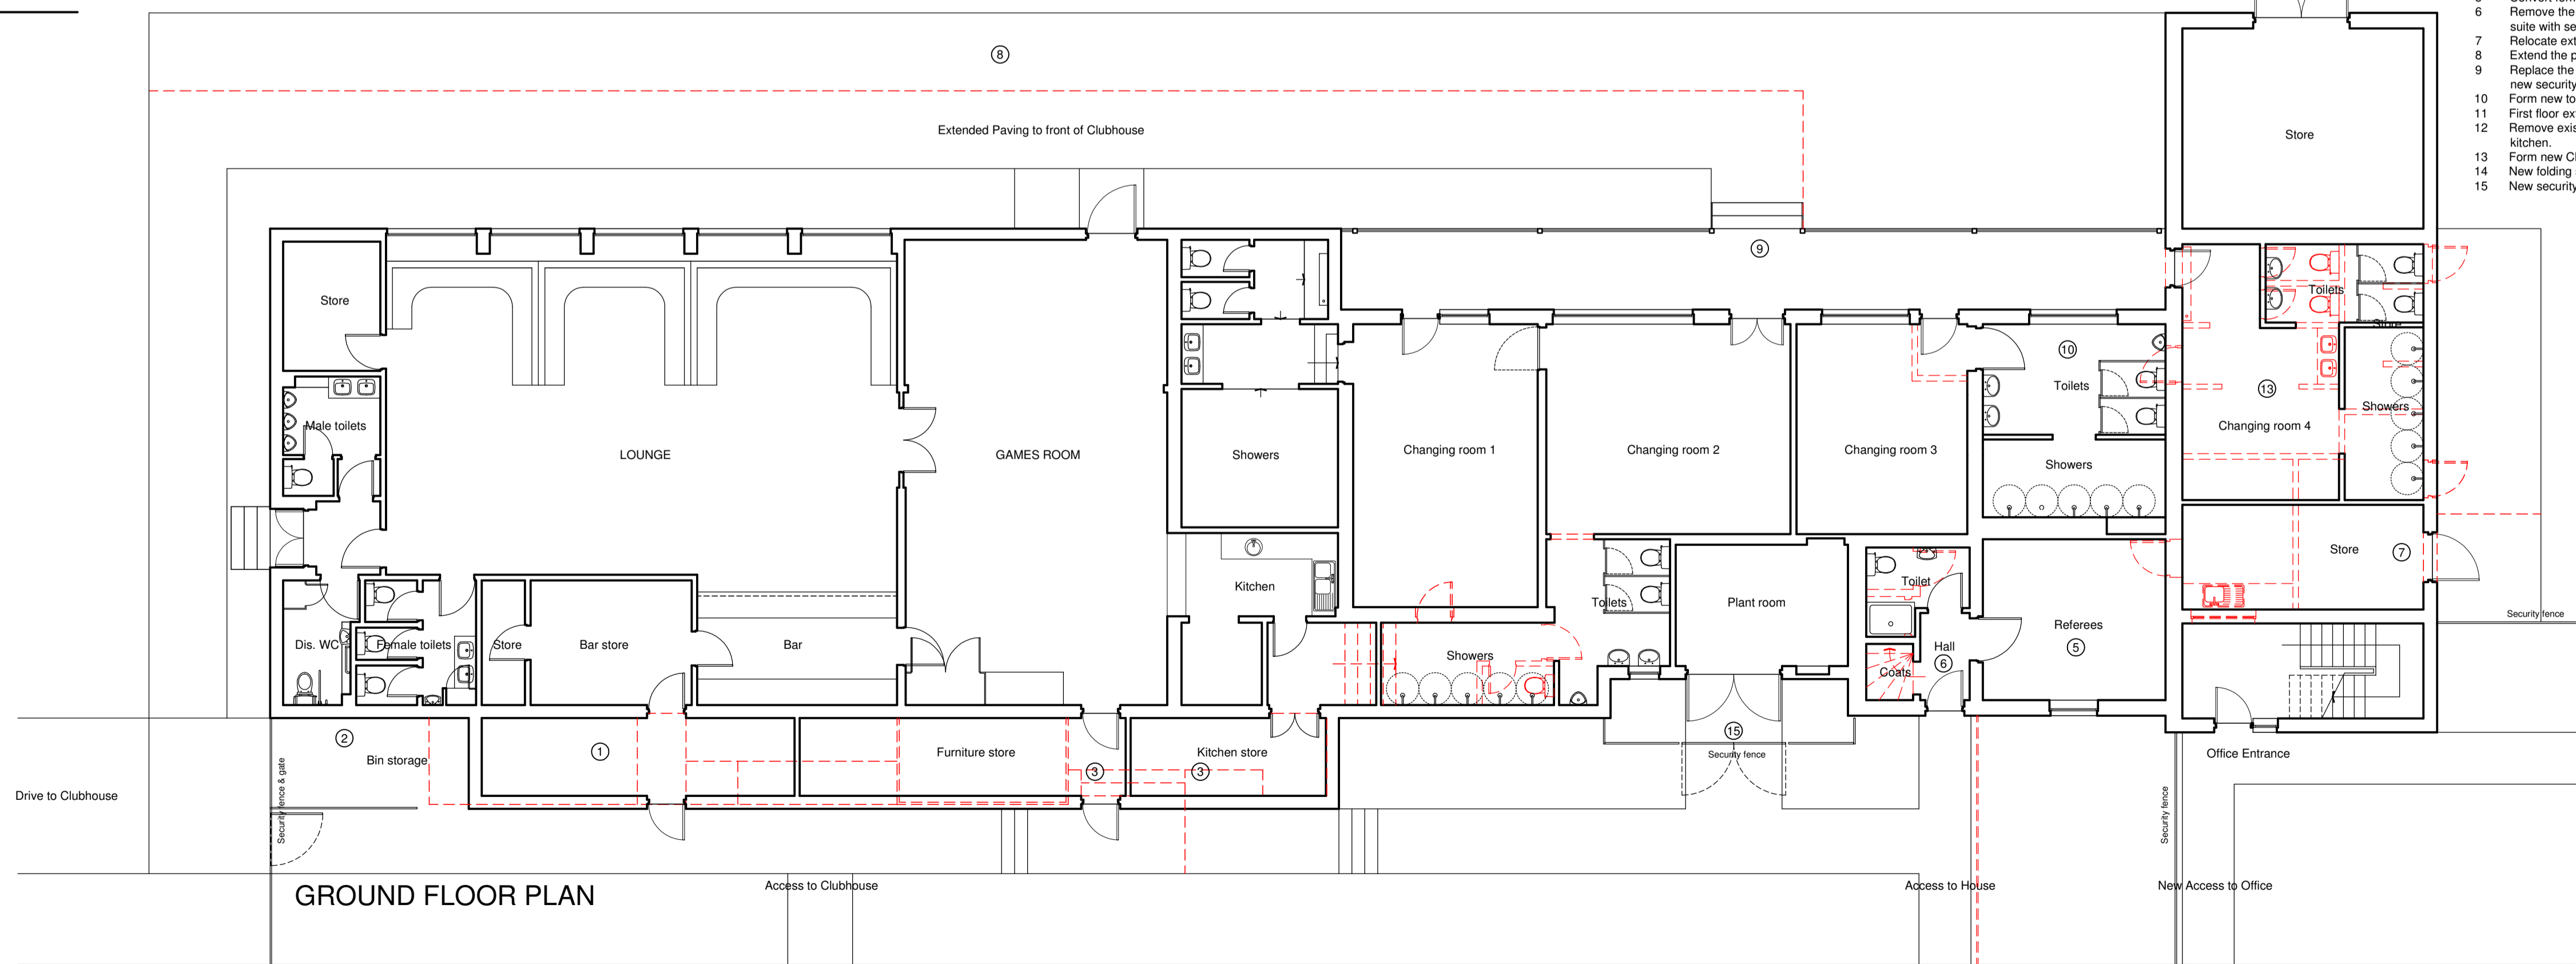 6 Remove the
suite with se
7 Relocate ext
8 Extend the p
9 Replace the
new security
10 Form new to
11 First floor ex
12 Remove exis
kitchen.
13 Form new Cl
14 New folding
15 New security
8
Extended Paving to front of Clubhouse
Store
9
Store
Toilets
Store
10
Toilets
13
Changing room 4
Showers
Male toilets
LOUNGE
GAMES ROOM
Showers
Changing room 1
Changing room 2
Changing room 3
Showers
Store
7
Kitchen
Toilets
Plant room
Toilet
Referees
5
Security fence
Dis. WC
Female toilets
Store
Bar store
Bar
Showers
Hall
6
Coats
2
Bin storage
1
Furniture store
3
Kitchen store
3
15
Security fence
Office Entrance
Drive to Clubhouse
Security fence & gate
Security fence
GROUND FLOOR PLAN
Access to Clubhouse
Access to House
New Access to Office